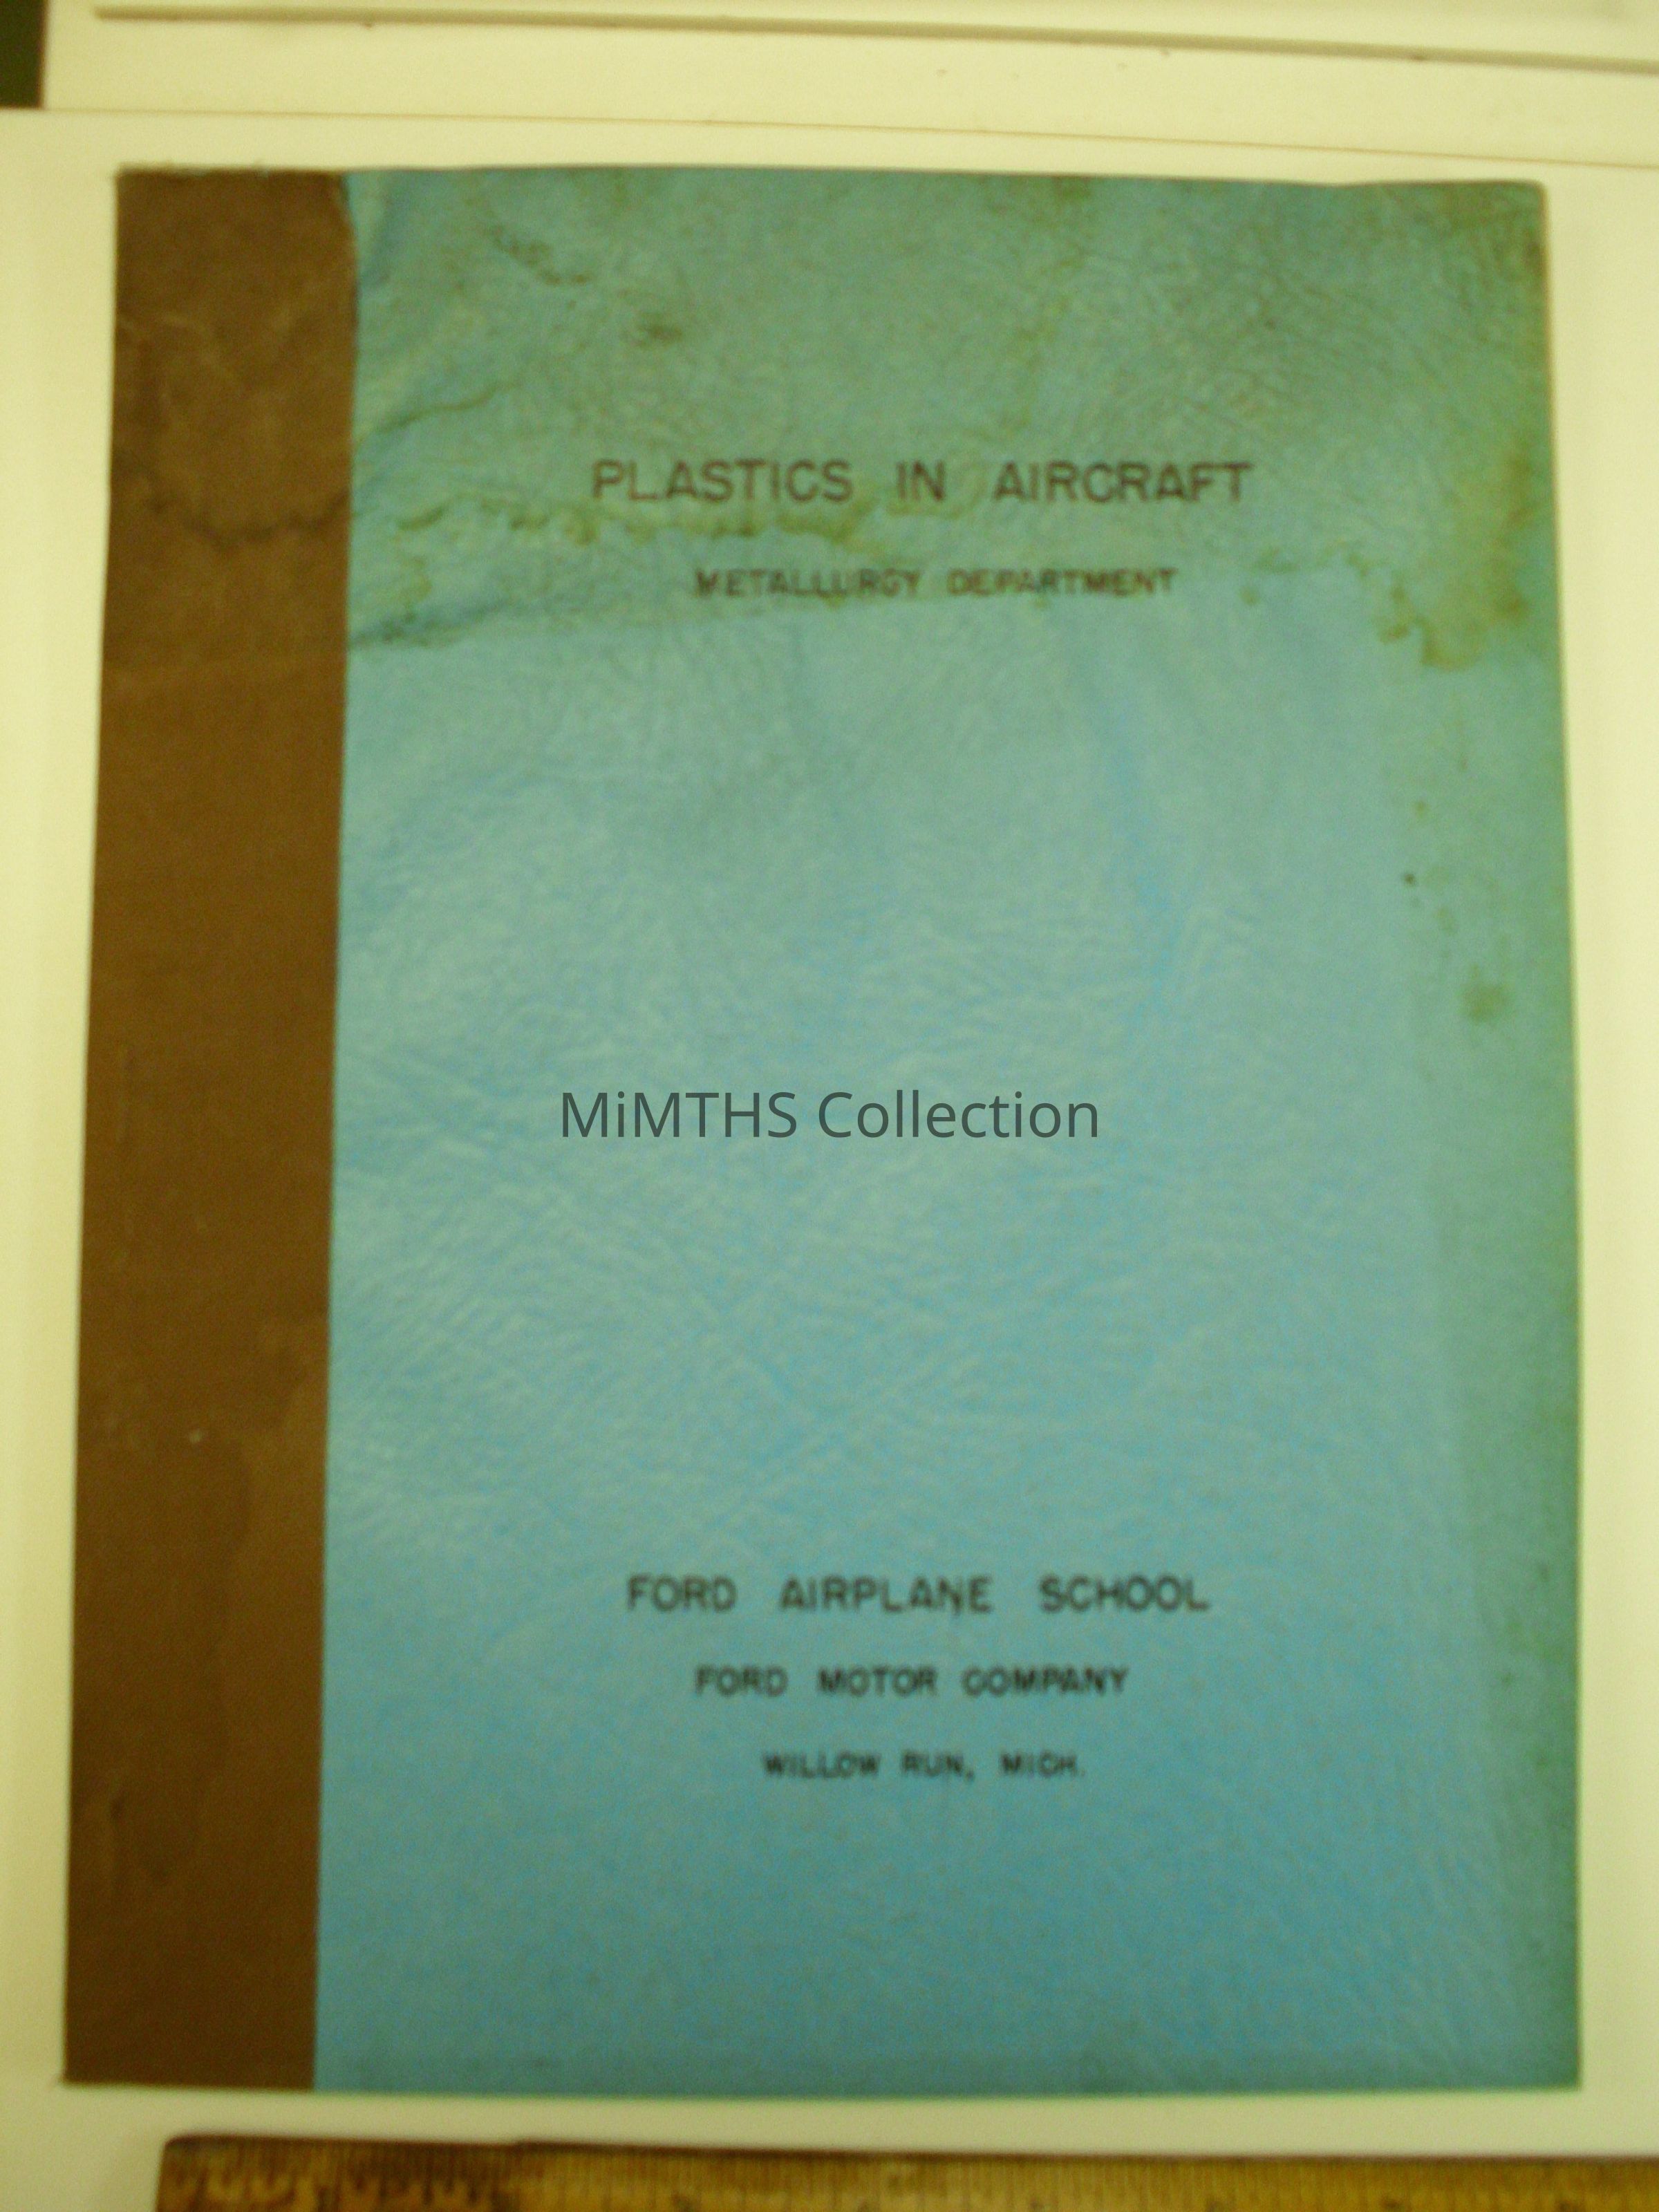 PLASTICS IN AIRCRAFT
METALLURGY DEPARTMENT
MiMTHS Collection
FORD AIRPLANE SCHOOL
FORD MOTOR COMPANY
WILLOW RUN, MICH.